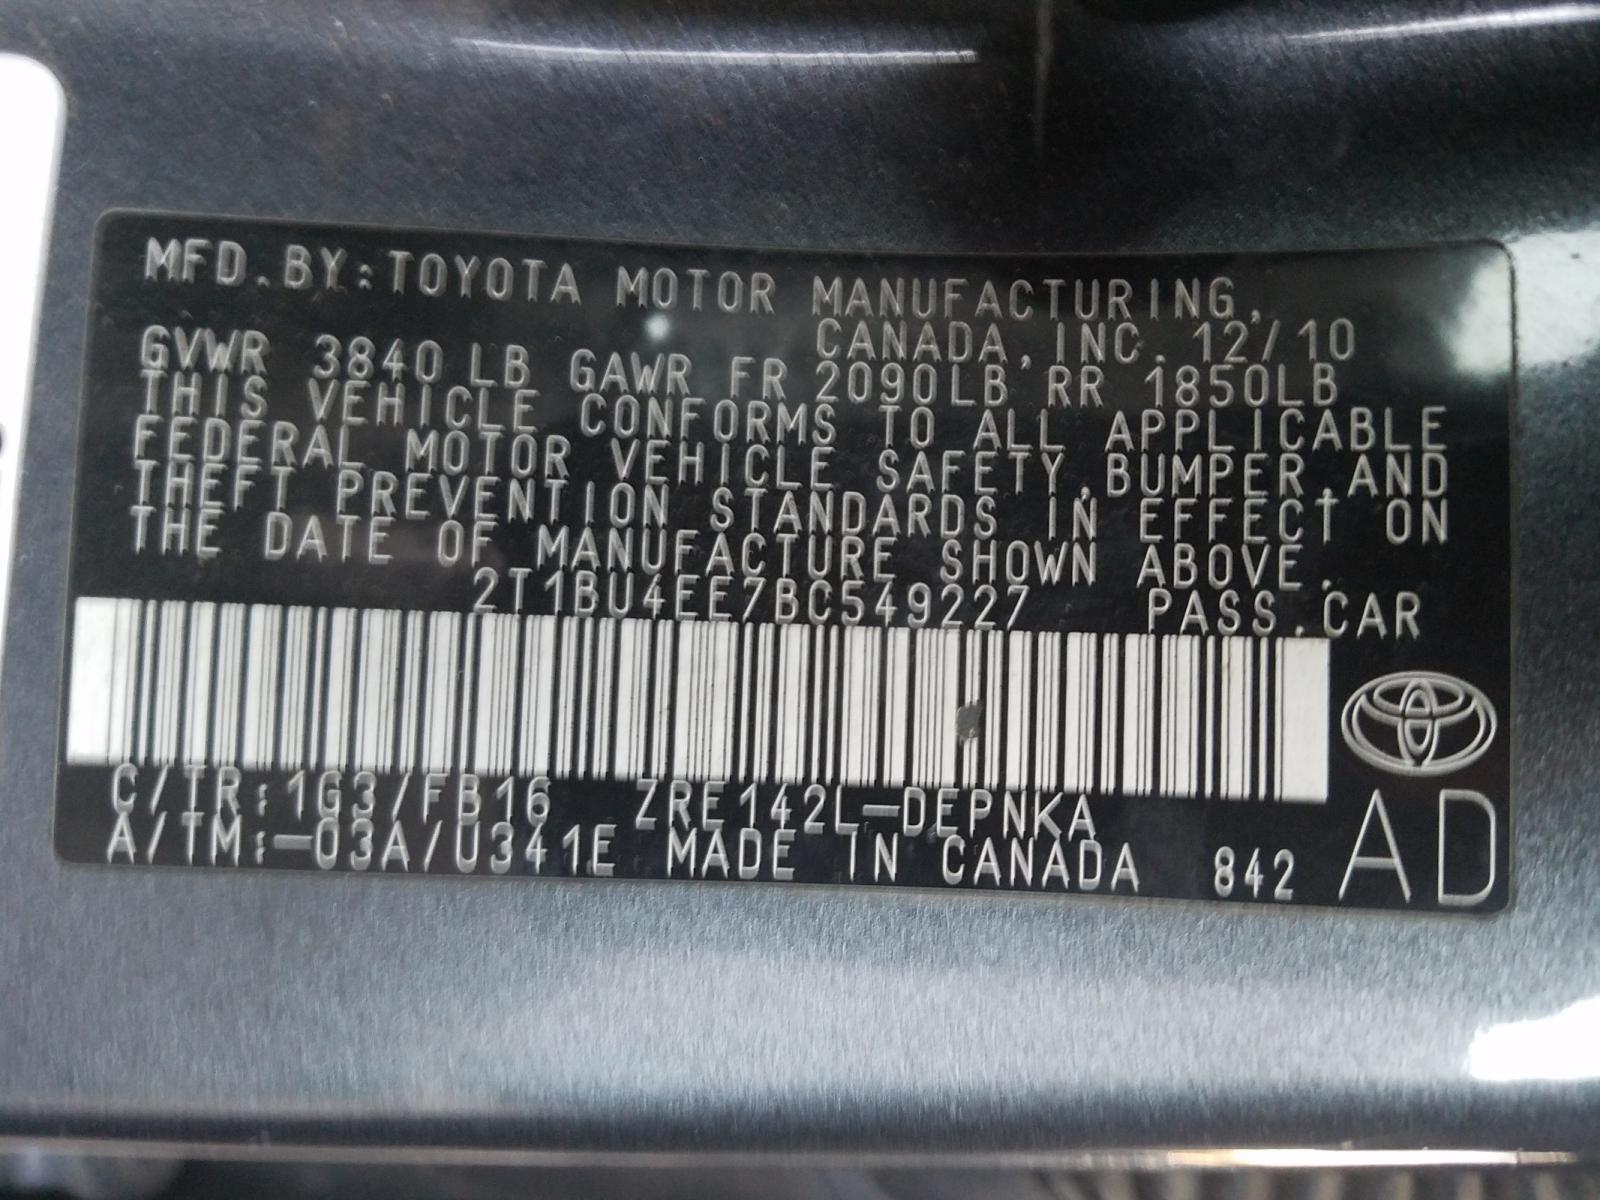 MFD.BY:TOYOTA MOTOR MANUFACTURING,
CANADA, INC. 12/10
GVWR 3840 LB GAWR FR 2090LB RR 1850LB
THIS VEHICLE CONFORMS TO ALL APPLICABLE
FEDERAL MOTOR VEHICLE SAFETY,BUMPER,AND
THEFT PREVENTION STANDARDS IN EFFECT ON
THE DATE OF MANUFACTURE SHOWN ABOVE.
2T1BU4EE7BC549227 PASS.CAR
C/TR:1G3/FB16 ZRE142L-DEPNKA
A/TM:-03A/U341E MADE IN CANADA 842
AD